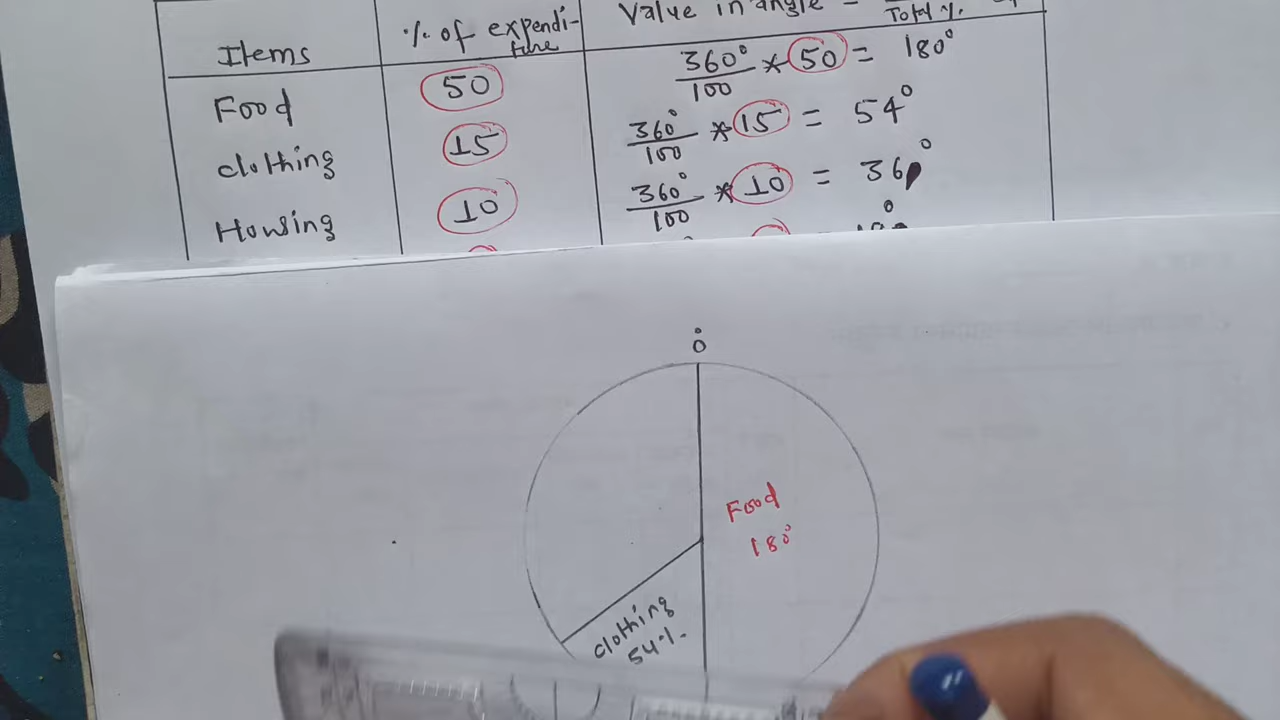 Items
% of expendi-
ture
Value in angle =
Total %.
Food
50
360°
100
* 50 = 180°
clothing
15
360°
100
* 15 = 54°
Housing
10
360°
100
* 10 = 36°
0°
Food
180°
clothing
54%